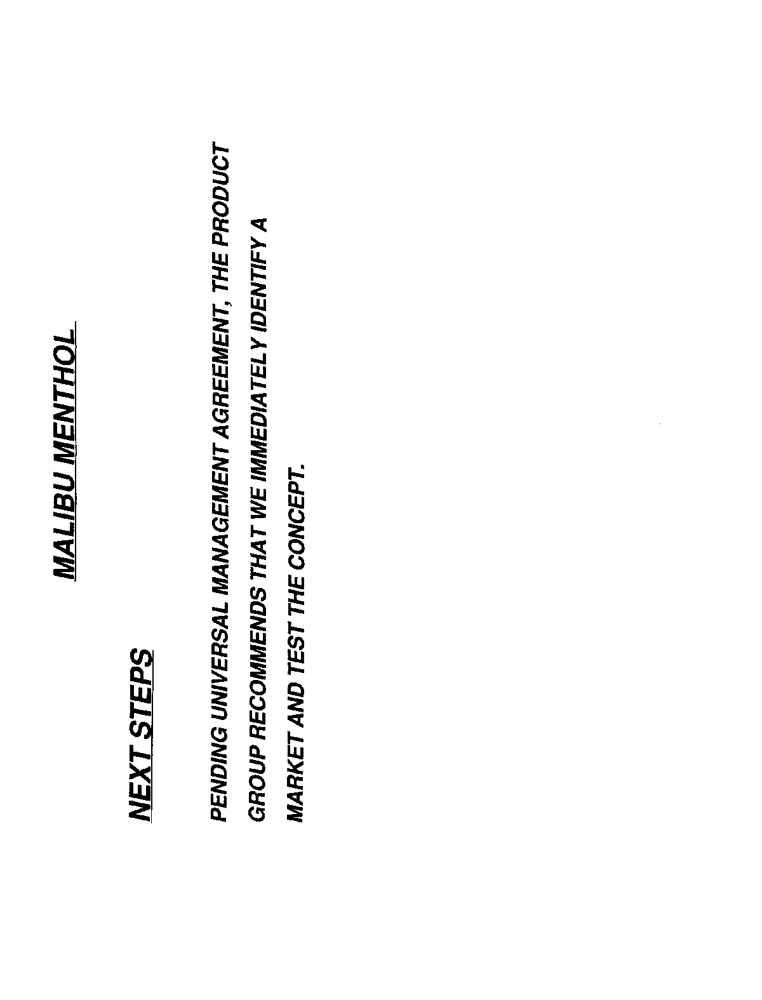 MALIBU MENTHOL
NEXT STEPS
PENDING UNIVERSAL MANAGEMENT AGREEMENT, THE PRODUCT
GROUP RECOMMENDS THAT WE IMMEDIATELY IDENTIFY A
MARKET AND TEST THE CONCEPT.